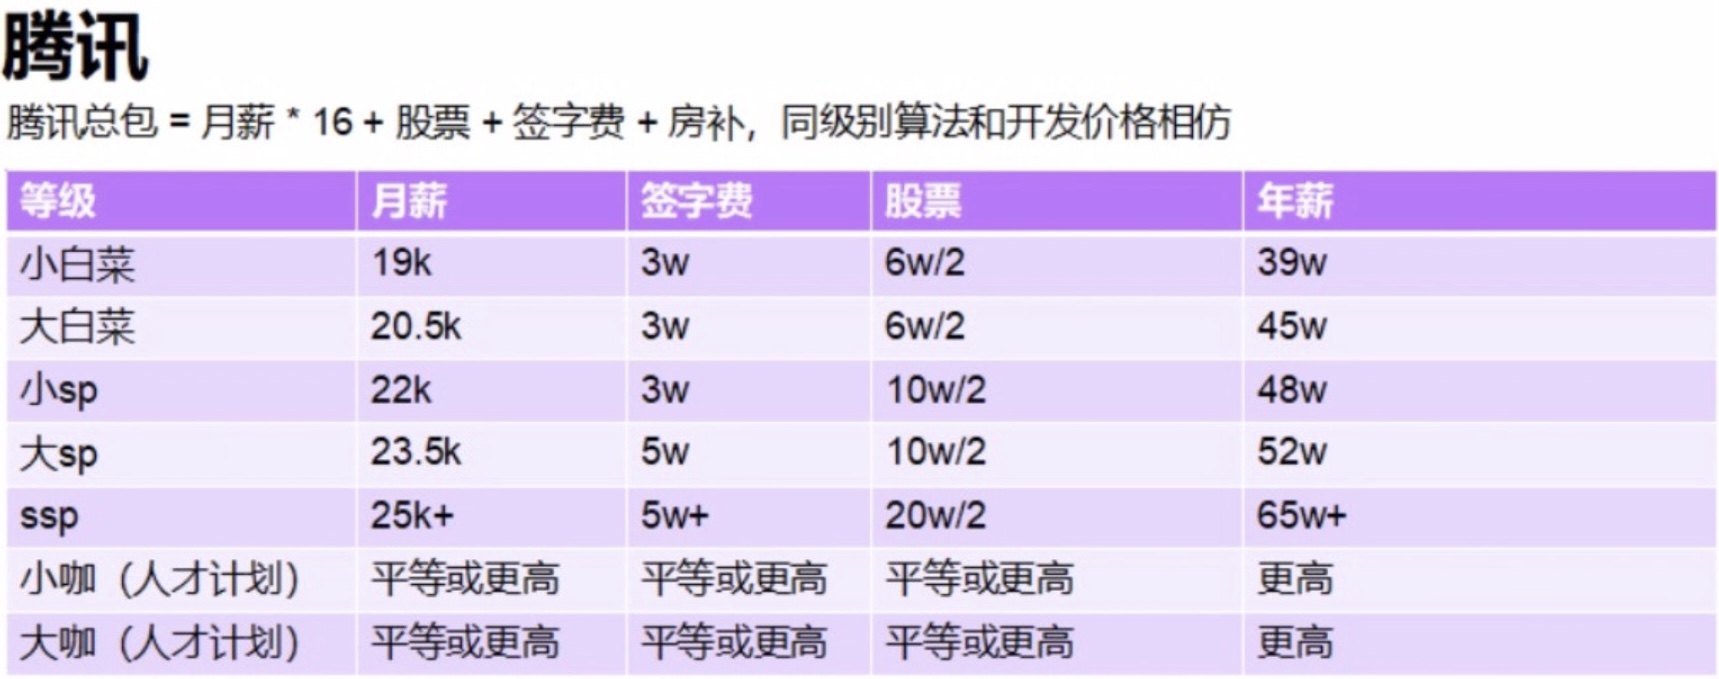 腾讯
腾讯总包 = 月薪 * 16 + 股票 + 签字费 + 房补，同级别算法和开发价格相仿
等级 月薪 签字费 股票 年薪
小白菜 19k 3w 6w/2 39w
大白菜 20.5k 3w 6w/2 45w
小sp 22k 3w 10w/2 48w
大sp 23.5k 5w 10w/2 52w
ssp 25k+ 5w+ 20w/2 65w+
小咖（人才计划） 平等或更高 平等或更高 平等或更高 更高
大咖（人才计划） 平等或更高 平等或更高 平等或更高 更高